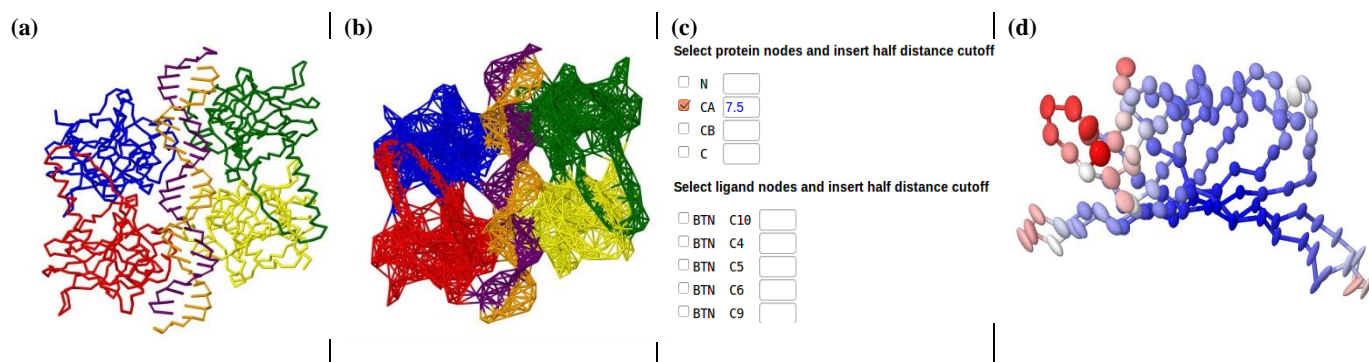 (a)
(b)
(c)
(d)
Select protein nodes and insert half distance cutoff
N
CA 7.5
CB
C
Select ligand nodes and insert half distance cutoff
BTN C10
BTN C4
BTN C5
BTN C6
BTN C9